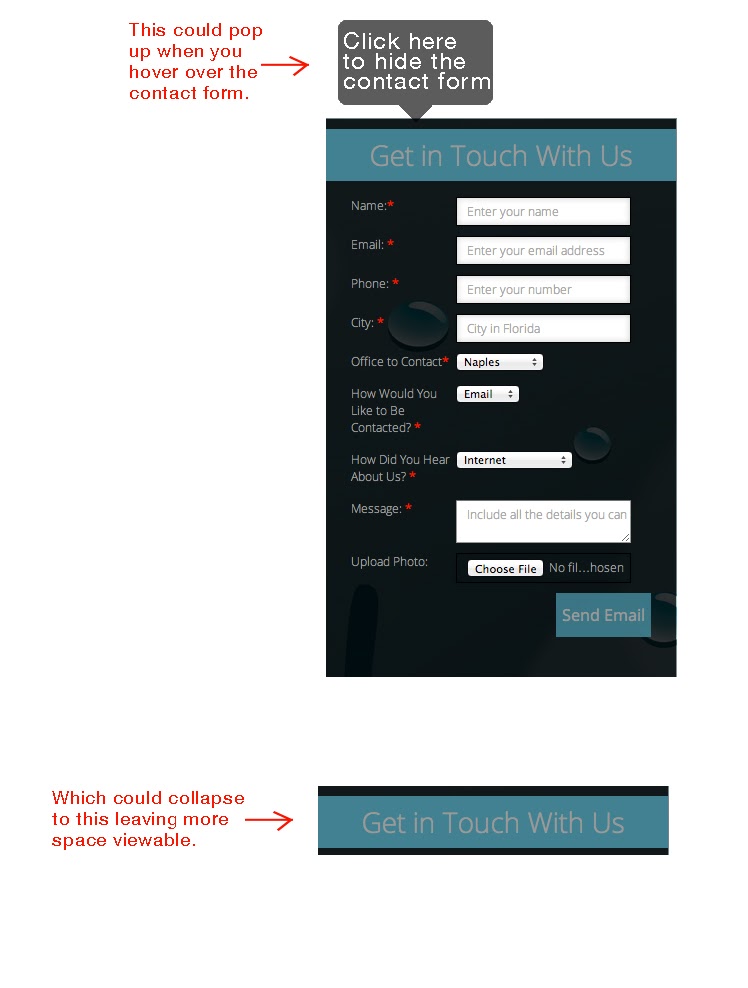 This could pop
up when you
hover over the
contact form.
Click here
to hide the
contact form
Get in Touch With Us
Name:*
Enter your name
Email: *
Enter your email address
Phone: *
Enter your number
City: *
City in Florida
Office to Contact*
Naples
How Would You
Like to Be
Contacted? *
Email
How Did You Hear
About Us? *
Internet
Message: *
Include all the details you can
Upload Photo:
Choose File No fil...hosen
Send Email
Which could collapse
to this leaving more
space viewable.
Get in Touch With Us